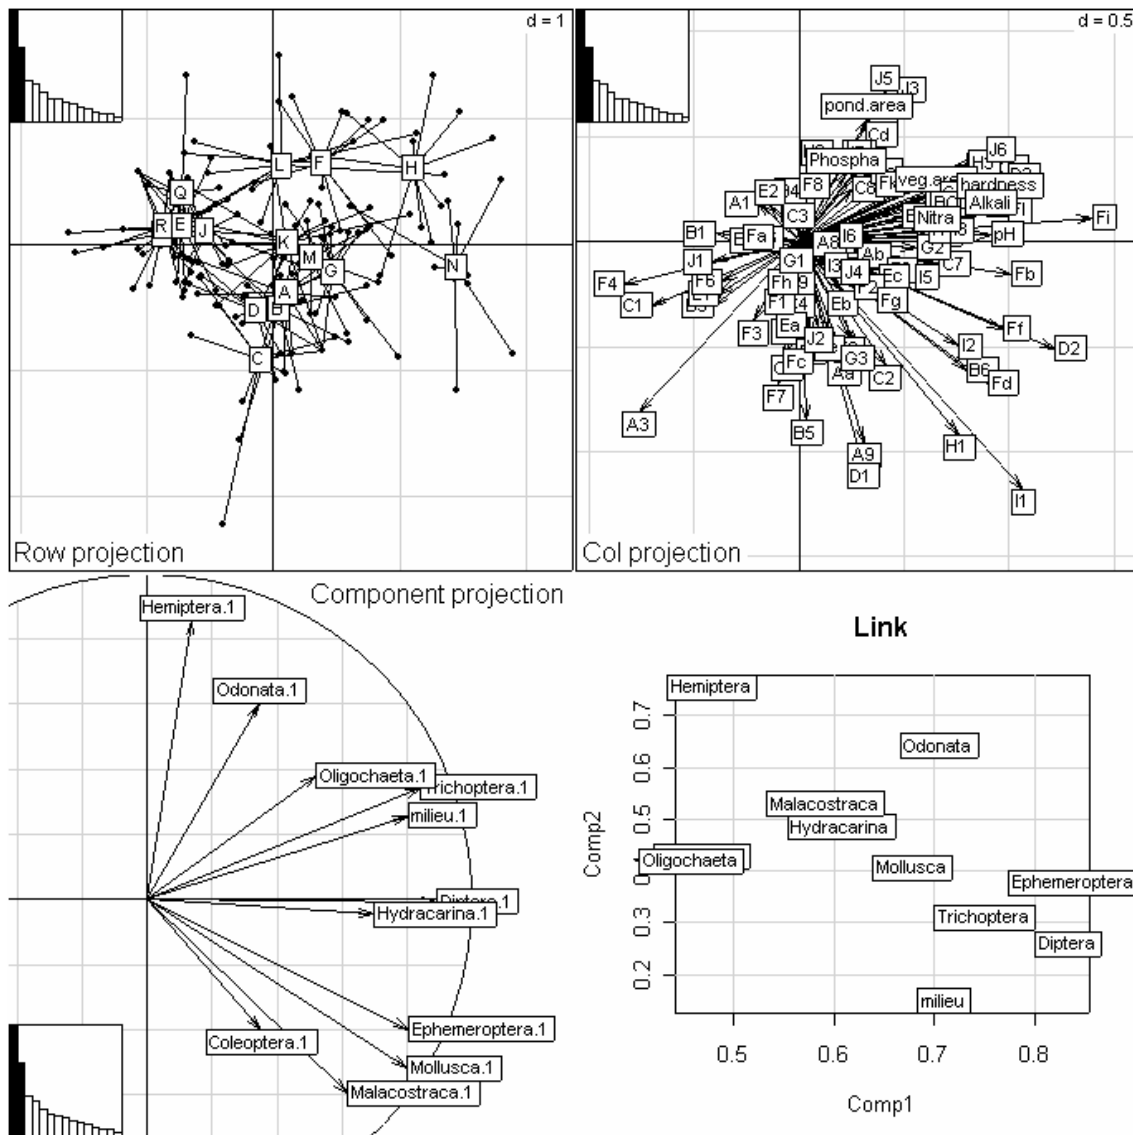 d = 1
L
F
H
Q
R
E
J
K
M
G
N
A
D
B
C
Row projection
d = 0.5
J5
J3
pond.area
Cd
Phospha
J6
H3
F8
E2
A1
C3
C8
veg.are
hardness
Alkali
Nitra
Fi
pH
B1
Fa
A8
I6
Ab
G2
J1
G1
I3
J4
Ec
I5
C7
Fb
F4
F6
C1
Fh
F1
Eb
Fg
Ff
F3
Ea
J2
I2
D2
Fc
G3
Aa
C2
B6
Fd
F7
A3
B5
H1
A9
D1
I1
Col projection
Component projection
Hemiptera.1
Odonata.1
Oligochaeta.1
Trichoptera.1
milieu.1
Diptera.1
Hydracarina.1
Ephemeroptera.1
Coleoptera.1
Mollusca.1
Malacostraca.1
Link
Hemiptera
Odonata
Malacostraca
Hydracarina
Oligochaeta
Mollusca
Ephemeroptera
Trichoptera
Diptera
milieu
0.7
0.6
0.5
0.3
0.2
Comp2
0.5 0.6 0.7 0.8
Comp1